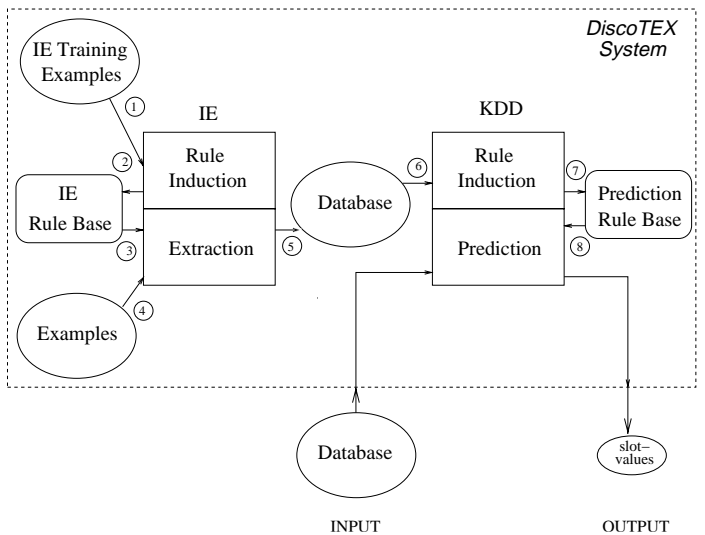 DiscoTEX
System
IE Training
Examples
1
IE
KDD
2
Rule
Induction
6
Rule
Induction
7
IE
Rule Base
Database
Prediction
Rule Base
3
Extraction
5
Prediction
8
4
Examples
Database
slot–
values
INPUT
OUTPUT